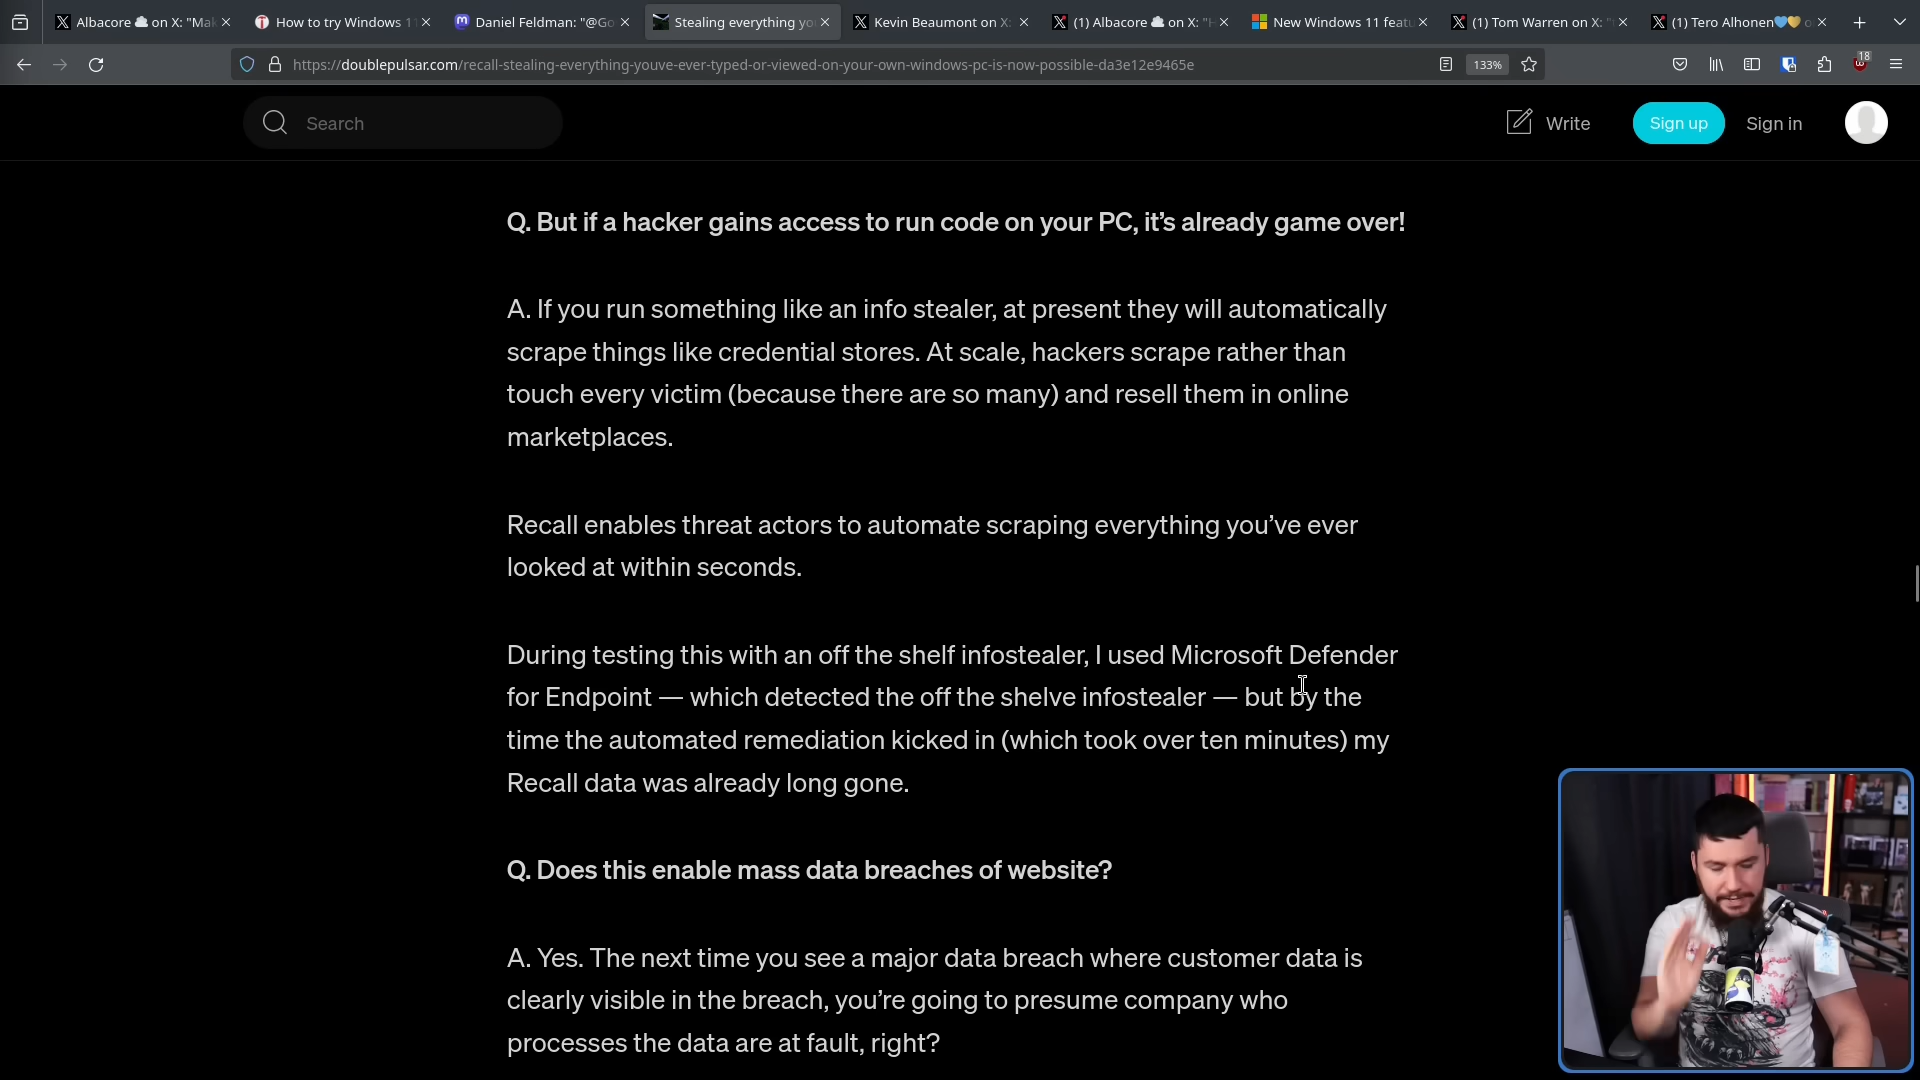 Albacore ☁️ on X: "Mak
How to try Windows 1
Daniel Feldman: "@Go
Stealing everything yo
Kevin Beaumont on X:
(1) Albacore ☁️ on X: "H
New Windows 11 featu
(1) Tom Warren on X: "
(1) Tero Alhonen💙💛 o
https://doublepulsar.com/recall-stealing-everything-youve-ever-typed-or-viewed-on-your-own-windows-pc-is-now-possible-da3e12e9465e
133%
18
Search
Write
Sign up
Sign in
Q. But if a hacker gains access to run code on your PC, it’s already game over!
A. If you run something like an info stealer, at present they will automatically
scrape things like credential stores. At scale, hackers scrape rather than
touch every victim (because there are so many) and resell them in online
marketplaces.
Recall enables threat actors to automate scraping everything you’ve ever
looked at within seconds.
During testing this with an off the shelf infostealer, I used Microsoft Defender
for Endpoint — which detected the off the shelve infostealer — but by the
time the automated remediation kicked in (which took over ten minutes) my
Recall data was already long gone.
Q. Does this enable mass data breaches of website?
A. Yes. The next time you see a major data breach where customer data is
clearly visible in the breach, you’re going to presume company who
processes the data are at fault, right?